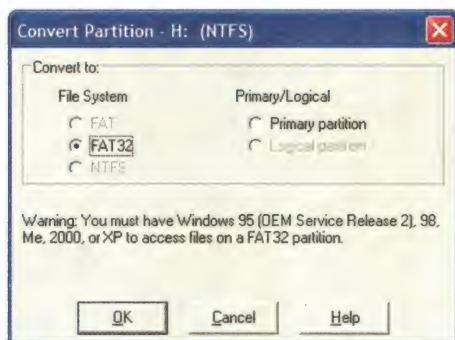 Convert Partition - H: (NTFS)
Convert to:
File System
Primary/Logical
FAT
Primary partition
FAT32
Logical partition
NTFS
Warning: You must have Windows 95 (OEM Service Release 2), 98,
Me, 2000, or XP to access files on a FAT32 partition.
OK
Cancel
Help